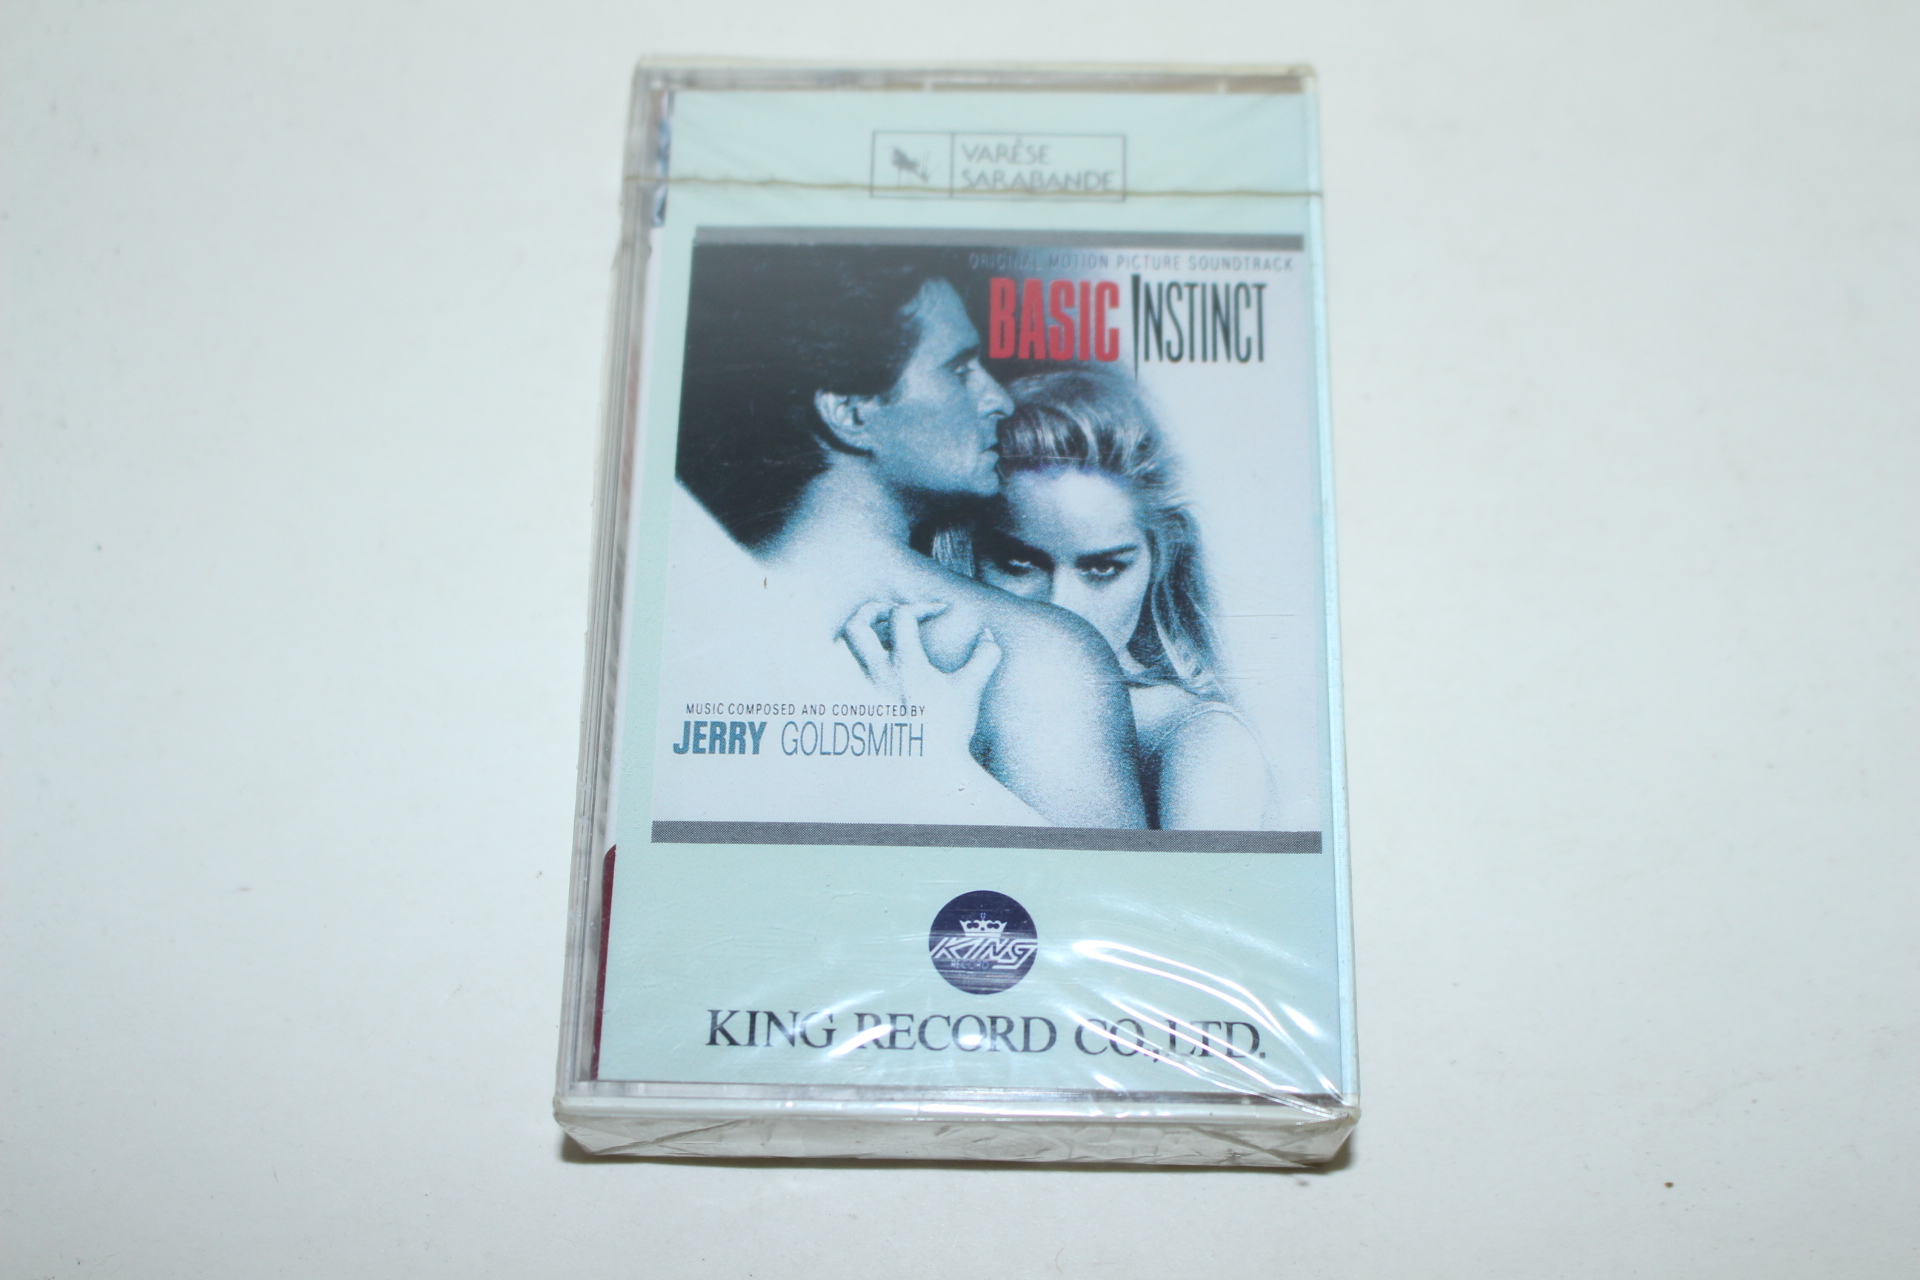 VARÈSE
SARABANDE
ORIGINAL MOTION PICTURE SOUNDTRACK
BASIC INSTINCT
MUSIC COMPOSED AND CONDUCTED BY
JERRY GOLDSMITH
KING
RECORD
KING RECORD CO.,LTD.